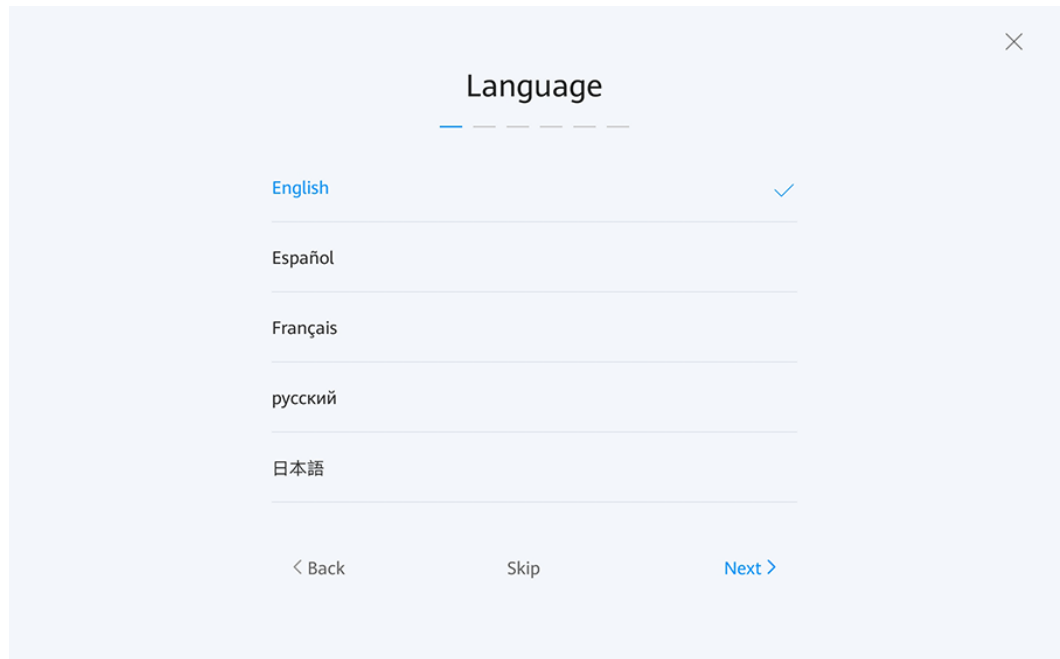 Language
English
Español
Français
русский
日本語
Back Skip Next